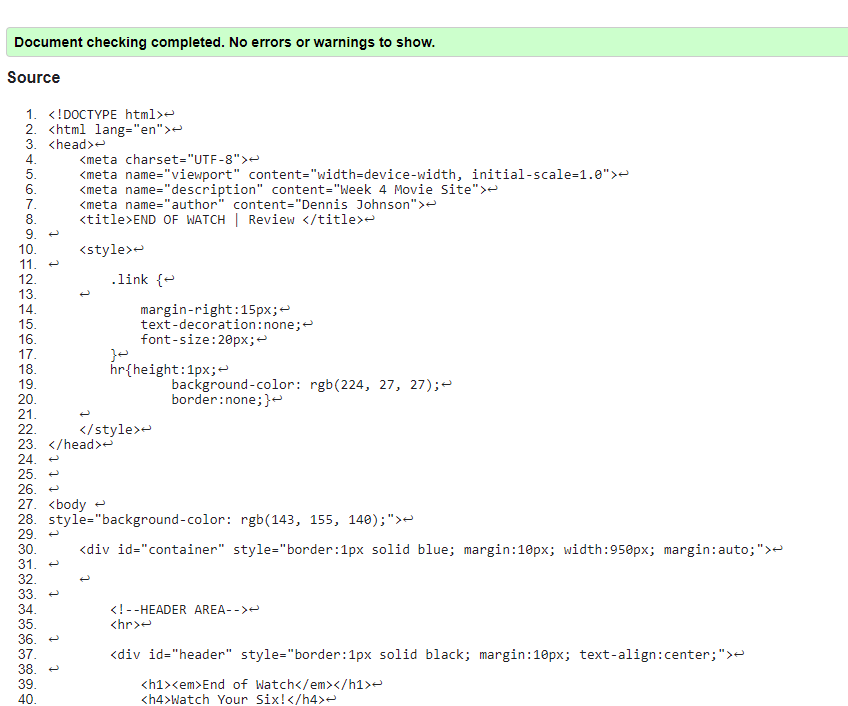 Document checking completed. No errors or warnings to show.
Source
1. <!DOCTYPE html>↩
2. <html lang="en">↩
3. <head>↩
4.     <meta charset="UTF-8">↩
5.     <meta name="viewport" content="width=device-width, initial-scale=1.0">↩
6.     <meta name="description" content="Week 4 Movie Site">↩
7.     <meta name="author" content="Dennis Johnson">↩
8.     <title>END OF WATCH | Review </title>↩
9. ↩
10.     <style>↩
11. ↩
12.         .link {↩
13.     ↩
14.             margin-right:15px;↩
15.             text-decoration:none;↩
16.             font-size:20px;↩
17.         }↩
18.         hr{height:1px;↩
19.                 background-color: rgb(224, 27, 27);↩
20.                 border:none;}↩
21.     ↩
22.     </style>↩
23. </head>↩
24. ↩
25. ↩
26. ↩
27. <body ↩
28. style="background-color: rgb(143, 155, 140);">↩
29. ↩
30.     <div id="container" style="border:1px solid blue; margin:10px; width:950px; margin:auto;">↩
31. ↩
32.     ↩
33. ↩
34.         <!--HEADER AREA-->↩
35.         <hr>↩
36. ↩
37.         <div id="header" style="border:1px solid black; margin:10px; text-align:center;">↩
38. ↩
39.             <h1><em>End of Watch</em></h1>↩
40.             <h4>Watch Your Six!</h4>↩